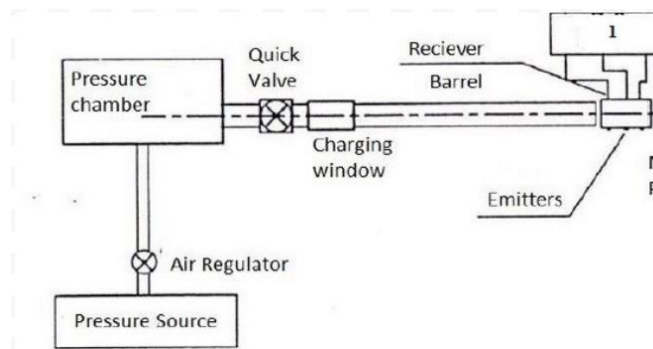 Quick
Valve
Reciever
1
Pressure
chamber
Barrel
Charging
window
Emitters
Air Regulator
Pressure Source